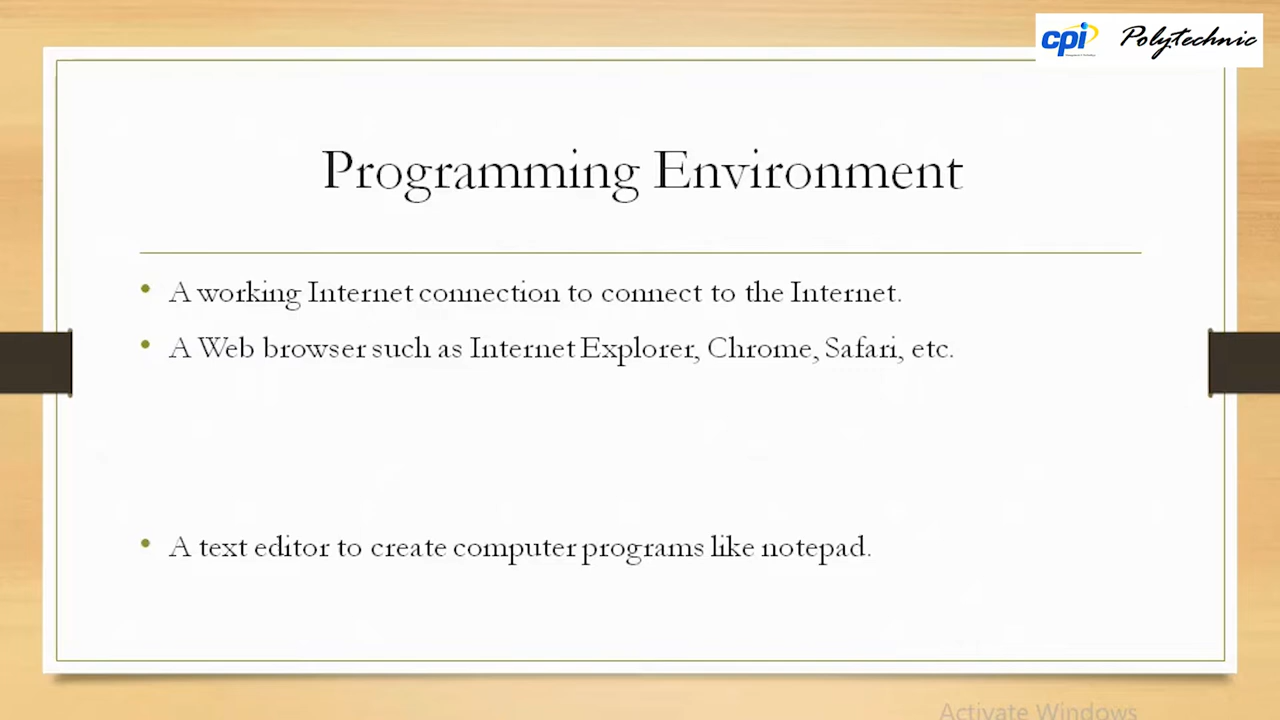 cpi Polytechnic
Programming Environment
• A working Internet connection to connect to the Internet.
• A Web browser such as Internet Explorer, Chrome, Safari, etc.
• A text editor to create computer programs like notepad.
Activate Windows